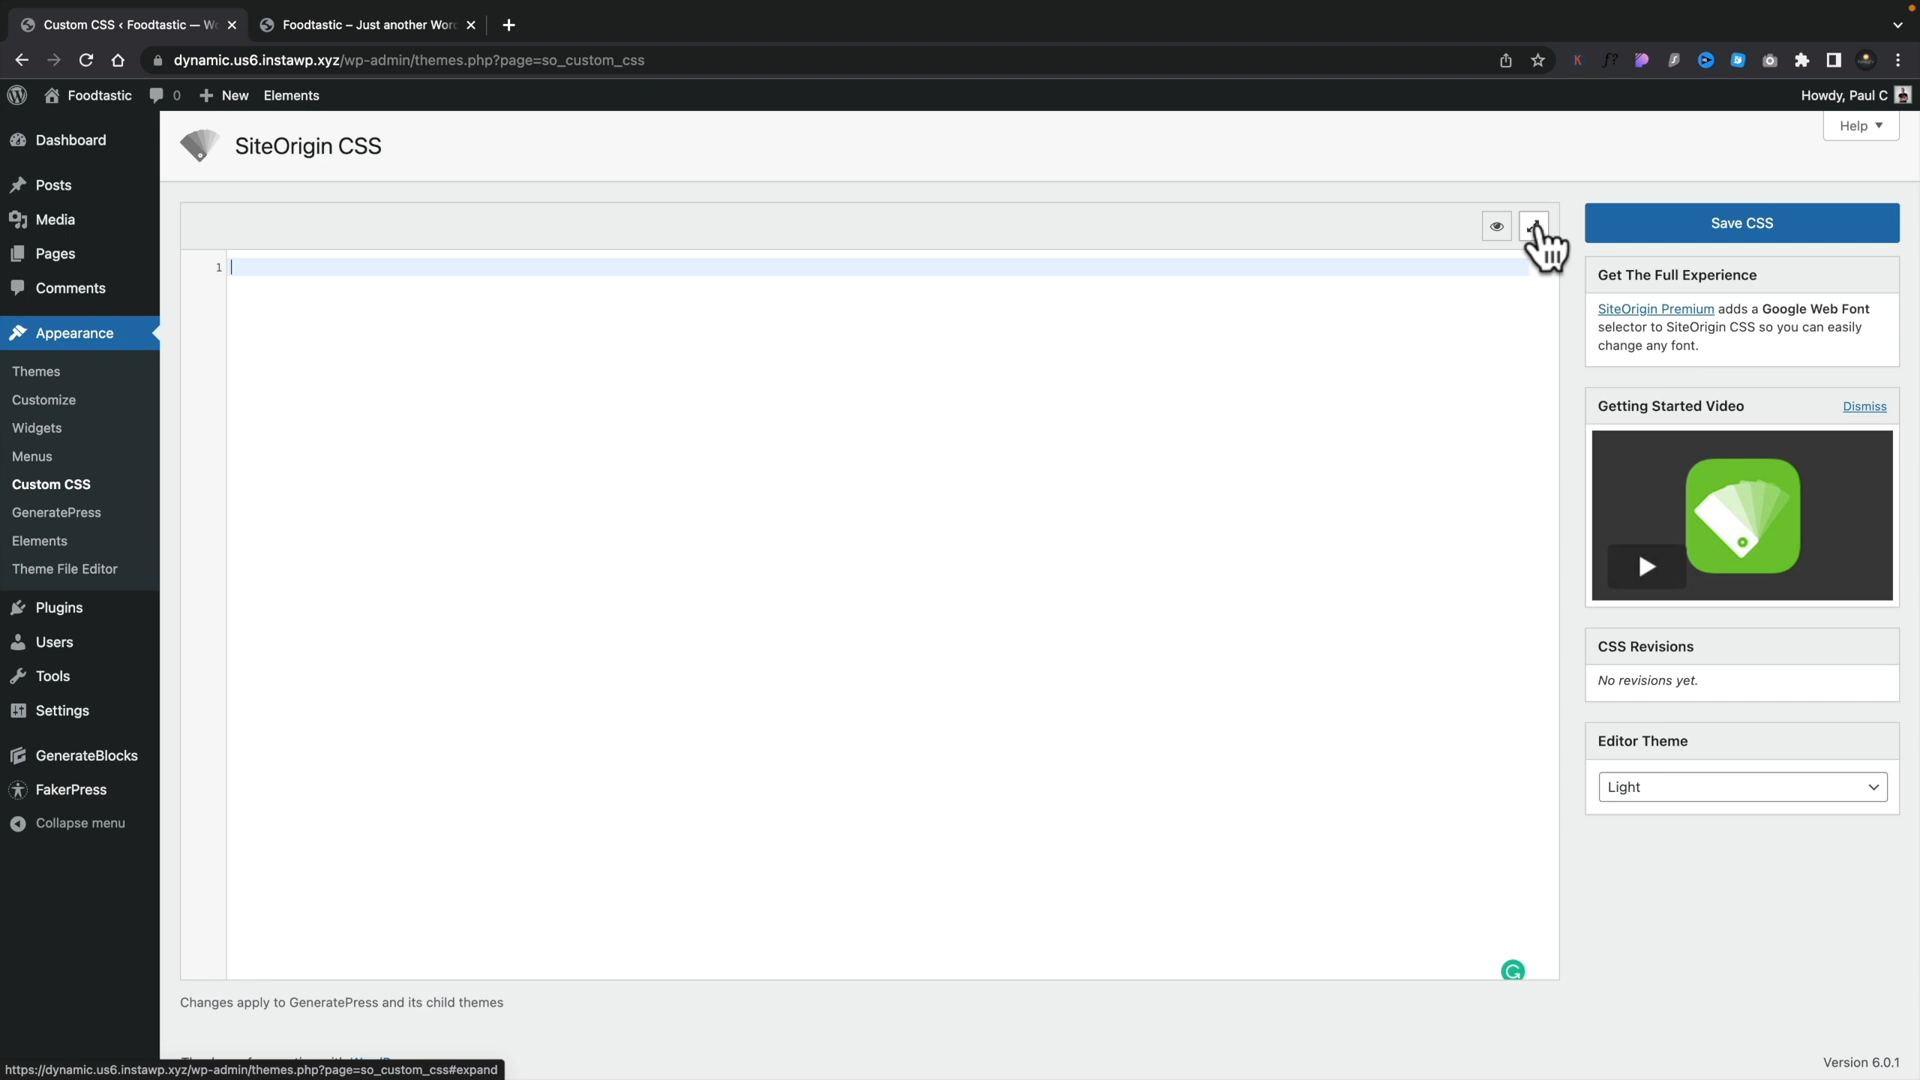 Custom CSS ‹ Foodtastic — W
Foodtastic – Just another Wor
dynamic.us6.instawp.xyz/wp-admin/themes.php?page=so_custom_css
Foodtastic
0
New
Elements
Howdy, Paul C
Dashboard
Posts
Media
Pages
Comments
Appearance
Themes
Customize
Widgets
Menus
Custom CSS
GeneratePress
Elements
Theme File Editor
Plugins
Users
Tools
Settings
GenerateBlocks
FakerPress
Collapse menu
SiteOrigin CSS
Help
1
Save CSS
Get The Full Experience
SiteOrigin Premium adds a Google Web Font
selector to SiteOrigin CSS so you can easily
change any font.
Getting Started Video
Dismiss
CSS Revisions
No revisions yet.
Editor Theme
Light
Changes apply to GeneratePress and its child themes
Version 6.0.1
https://dynamic.us6.instawp.xyz/wp-admin/themes.php?page=so_custom_css#expand